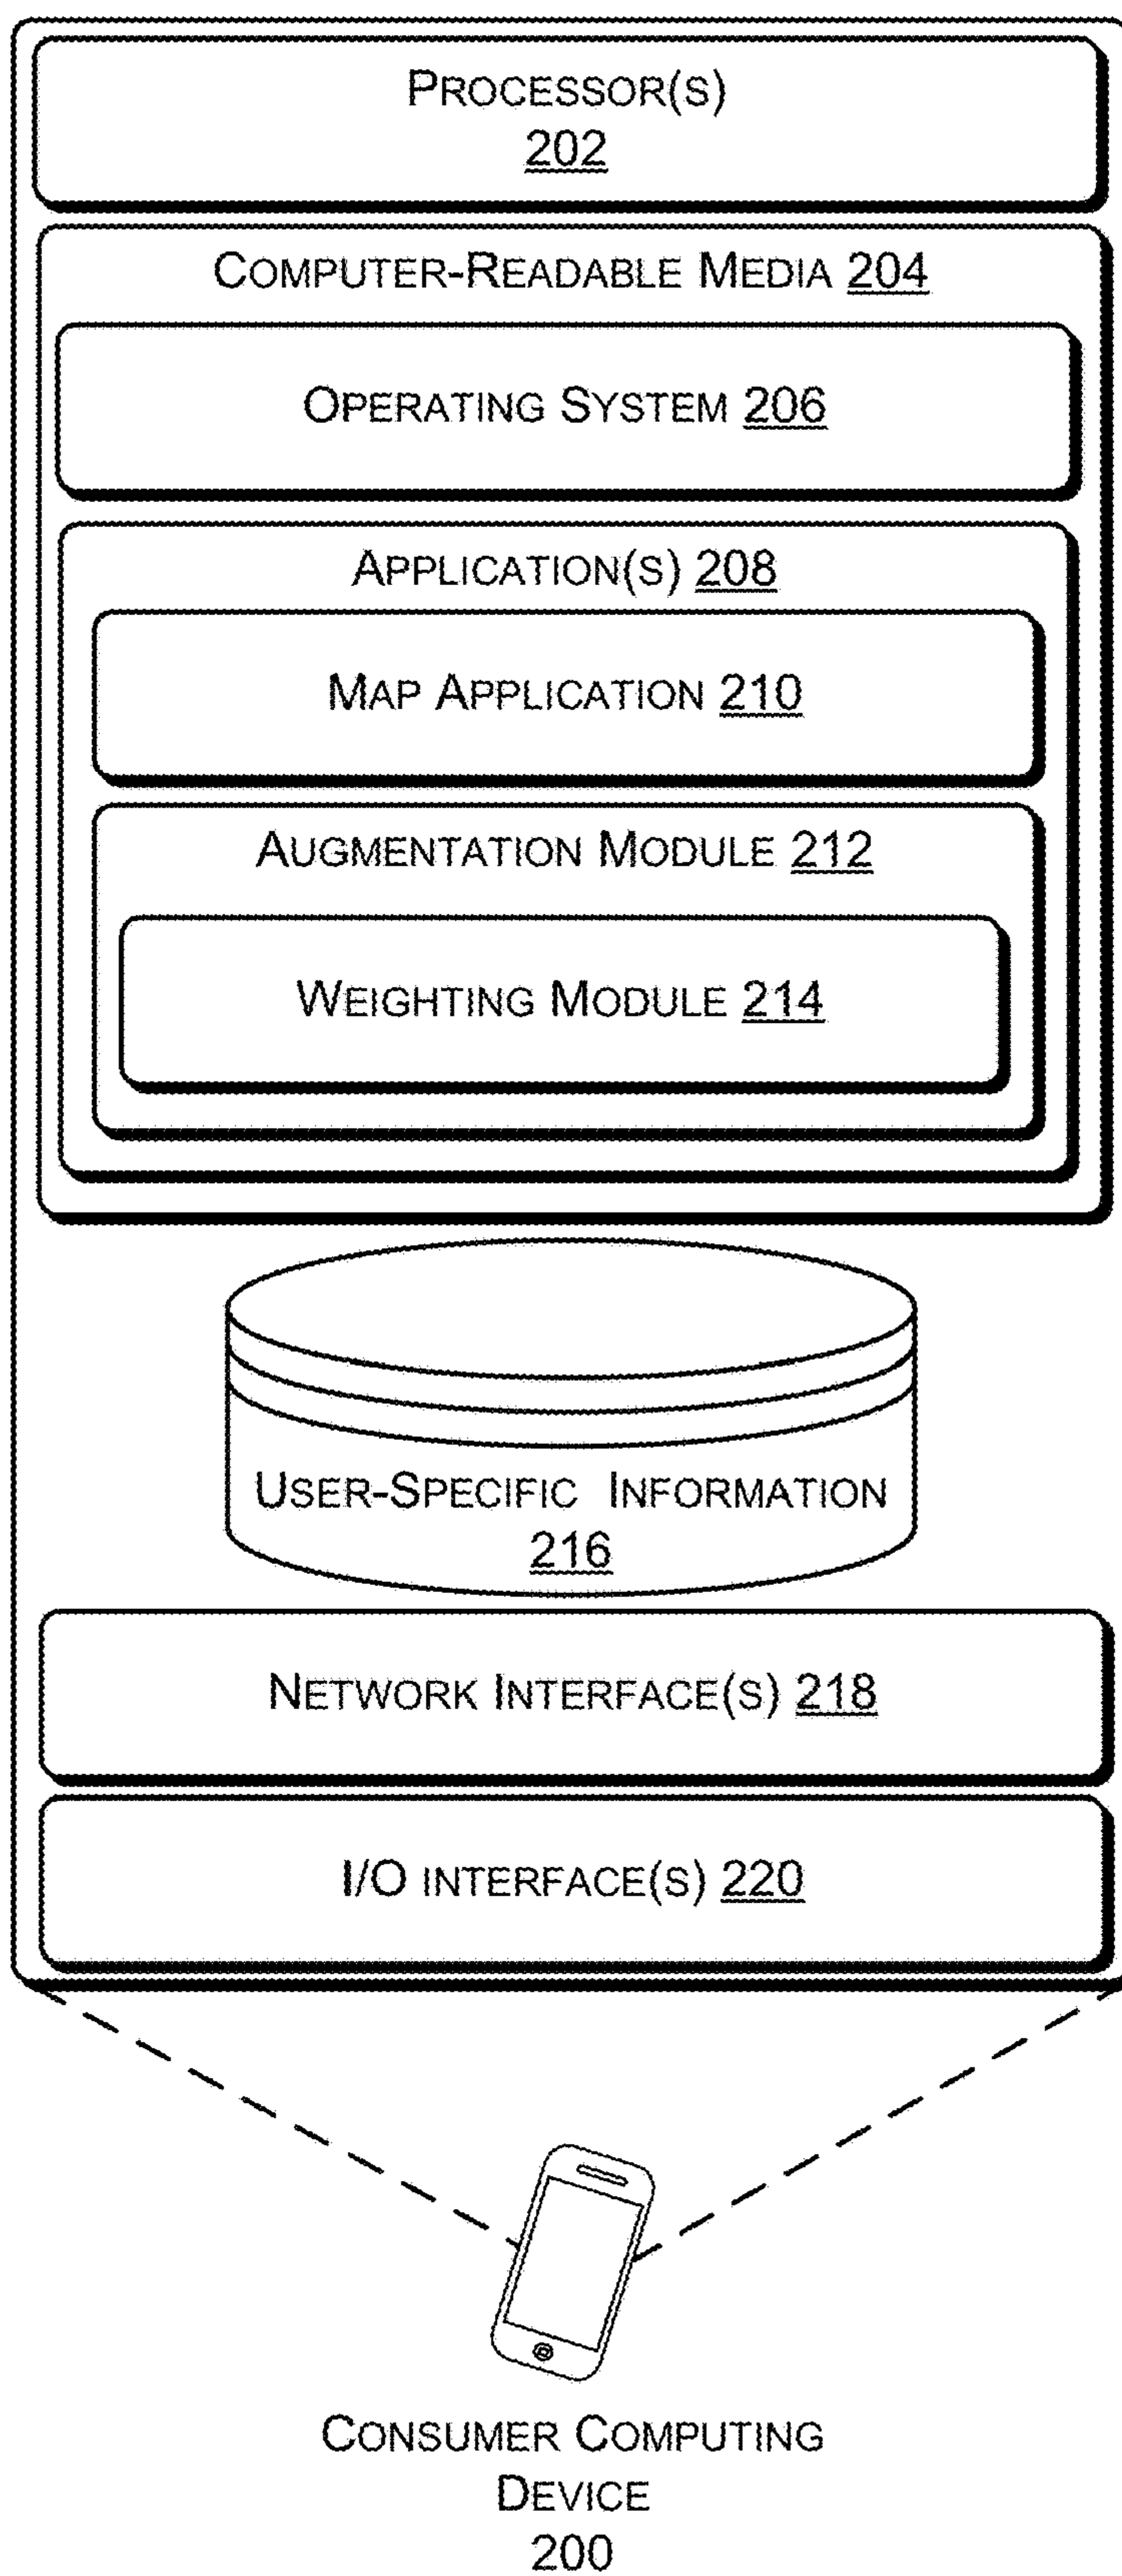 PROCESSOR(S)
202
COMPUTER-READABLE MEDIA 204
OPERATING SYSTEM 206
APPLICATION(S) 208
MAP APPLICATION 210
AUGMENTATION MODULE 212
WEIGHTING MODULE 214
USER-SPECIFIC INFORMATION
216
NETWORK INTERFACE(S) 218
I/O INTERFACE(S) 220
CONSUMER COMPUTING
DEVICE
200